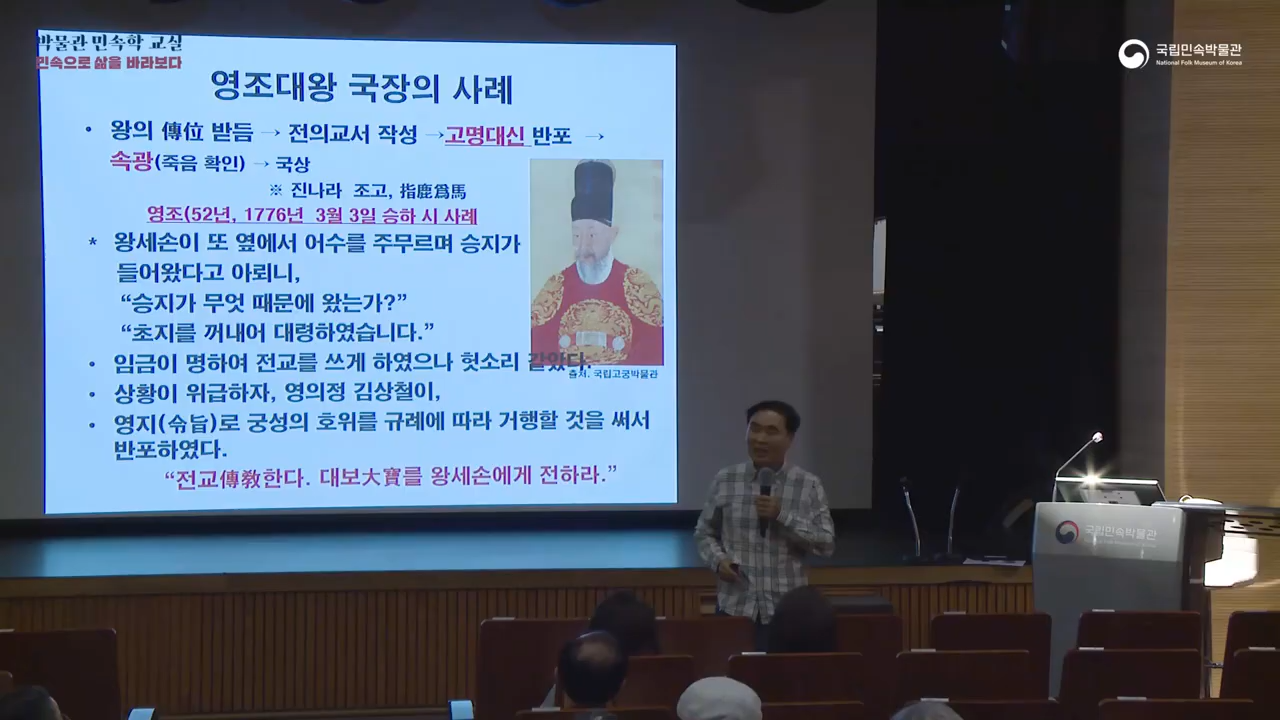 박물관 민속학 교실
민속으로 삶을 바라보다
국립민속박물관
National Folk Museum of Korea
영조대왕 국장의 사례
• 왕의 傳位 받듬 → 전의교서 작성 →고명대신 반포 →
속광(죽음 확인) → 국상
※ 진나라 조고, 指鹿爲馬
영조(52년, 1776년 3월 3일 승하 시 사례
* 왕세손이 또 옆에서 어수를 주무르며 승지가
들어왔다고 아뢰니,
“승지가 무엇 때문에 왔는가?”
“초지를 꺼내어 대령하였습니다.”
• 임금이 명하여 전교를 쓰게 하였으나 헛소리 같았다.
출처. 국립고궁박물관
• 상황이 위급하자, 영의정 김상철이,
• 영지(令旨)로 궁성의 호위를 규례에 따라 거행할 것을 써서
반포하였다.
“전교傳敎한다. 대보大寶를 왕세손에게 전하라.”
국립민속박물관